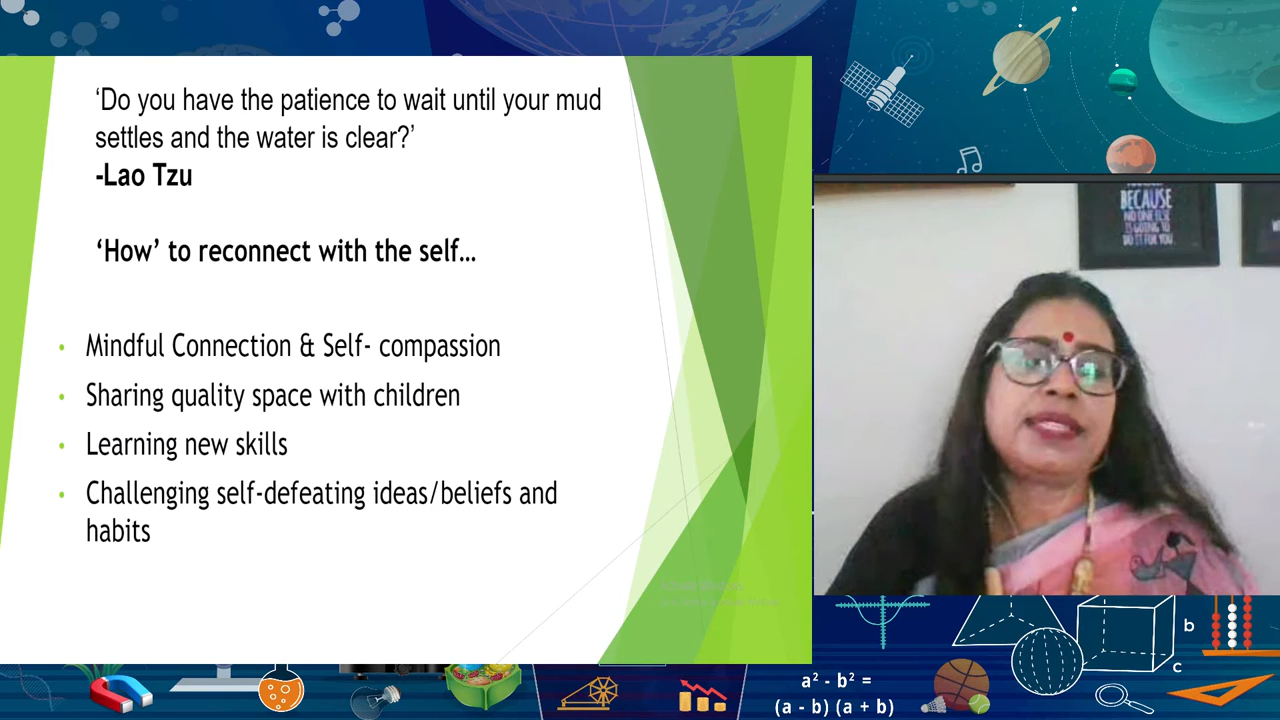 ‘Do you have the patience to wait until your mud
settles and the water is clear?’
-Lao Tzu
‘How’ to reconnect with the self…
• Mindful Connection & Self- compassion
• Sharing quality space with children
• Learning new skills
• Challenging self-defeating ideas/beliefs and
habits
BECAUSE
NO ONE ELSE
IS GOING TO
DO IT FOR YOU
b
c
a² - b² =
(a - b) (a + b)